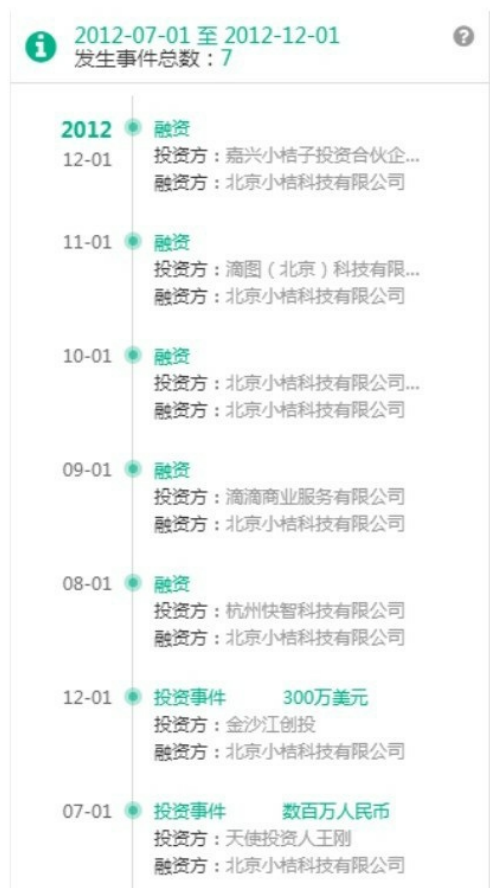 2012-07-01 至 2012-12-01
发生事件总数：7
2012 融资
12-01 投资方：嘉兴小桔子投资合伙企...
融资方：北京小桔科技有限公司
11-01 融资
投资方：滴图（北京）科技有限...
融资方：北京小桔科技有限公司
10-01 融资
投资方：北京小桔科技有限公司...
融资方：北京小桔科技有限公司
09-01 融资
投资方：滴滴商业服务有限公司
融资方：北京小桔科技有限公司
08-01 融资
投资方：杭州快智科技有限公司
融资方：北京小桔科技有限公司
12-01 投资事件 300万美元
投资方：金沙江创投
融资方：北京小桔科技有限公司
07-01 投资事件 数百万人民币
投资方：天使投资人王刚
融资方：北京小桔科技有限公司